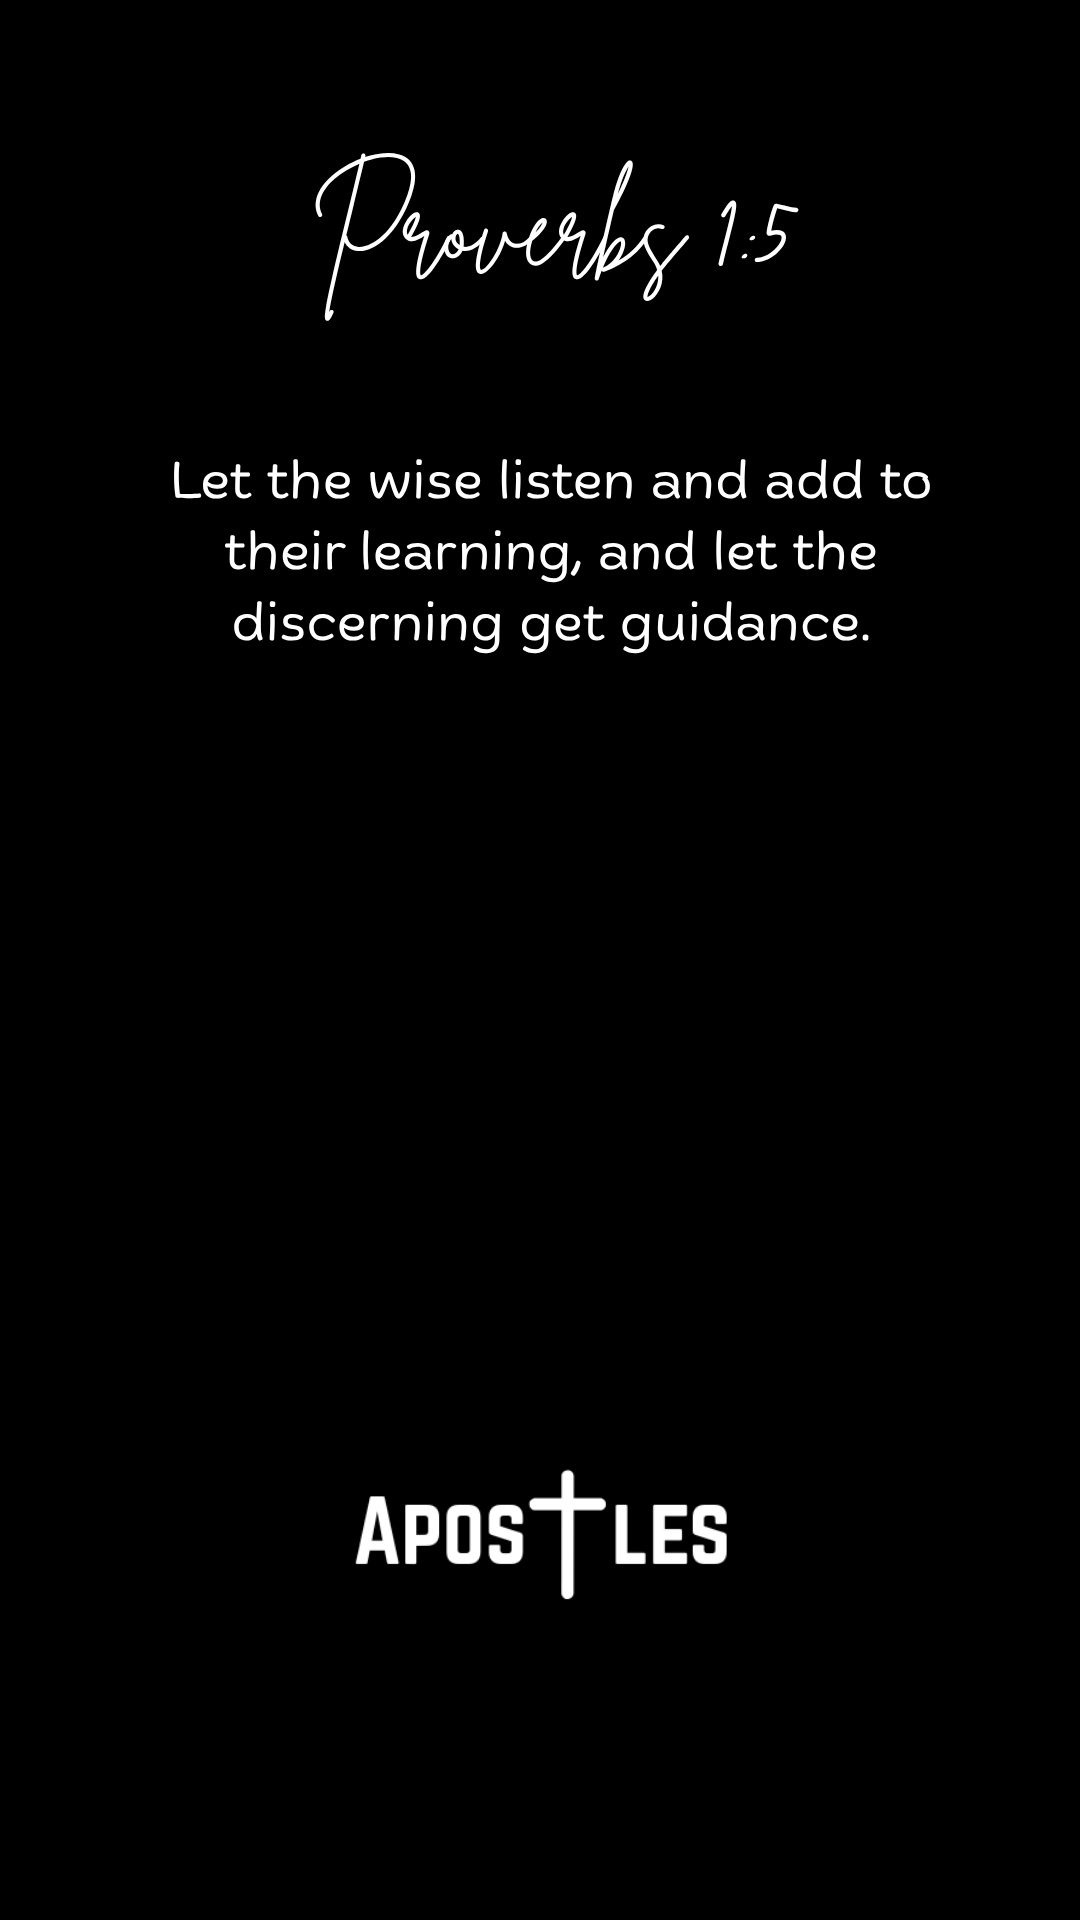 Proverbs 1:5
Let the wise listen and add to
their learning, and let the
discerning get guidance.
Apostles